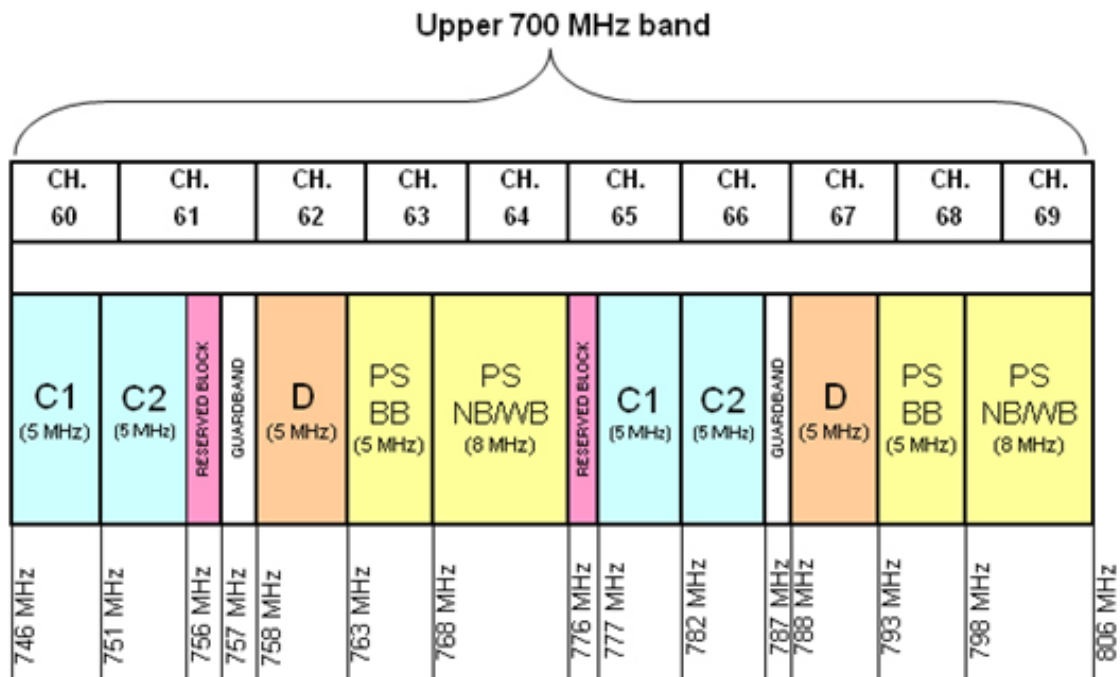 Upper 700 MHz band
CH. 60
CH. 61
CH. 62
CH. 63
CH. 64
CH. 65
CH. 66
CH. 67
CH. 68
CH. 69
C1
(5 MHz)
C2
(5 MHz)
RESERVED BLOCK
GUARDBAND
D
(5 MHz)
PS
BB
(5 MHz)
PS
NB/WB
(8 MHz)
RESERVED BLOCK
C1
(5 MHz)
C2
(5 MHz)
GUARDBAND
D
(5 MHz)
PS
BB
(5 MHz)
PS
NB/WB
(8 MHz)
746 MHz
751 MHz
756 MHz
757 MHz
758 MHz
763 MHz
768 MHz
776 MHz
777 MHz
782 MHz
787 MHz
788 MHz
793 MHz
798 MHz
806 MHz